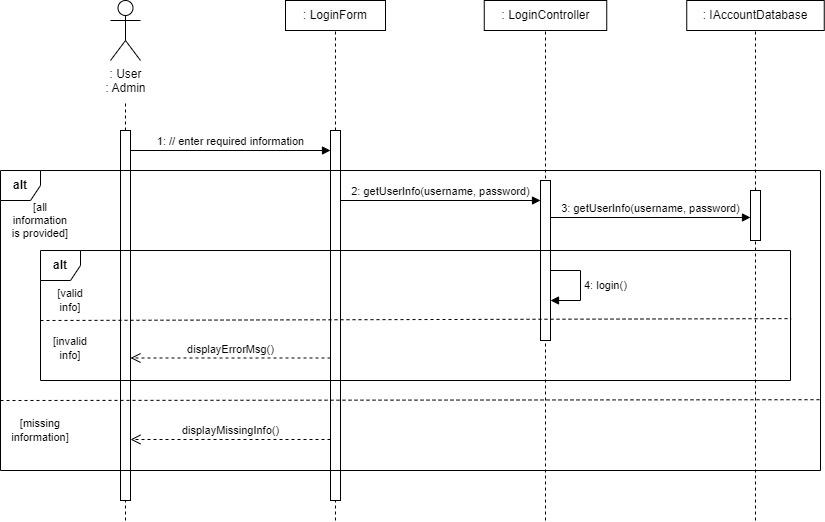 : LoginForm
: LoginController
: IAccountDatabase
: User
: Admin
1: // enter required information
alt
[all
information
is provided]
2: getUserInfo(username, password)
3: getUserInfo(username, password)
alt
[valid
info]
4: login()
[invalid
info]
displayErrorMsg()
[missing
information]
displayMissingInfo()